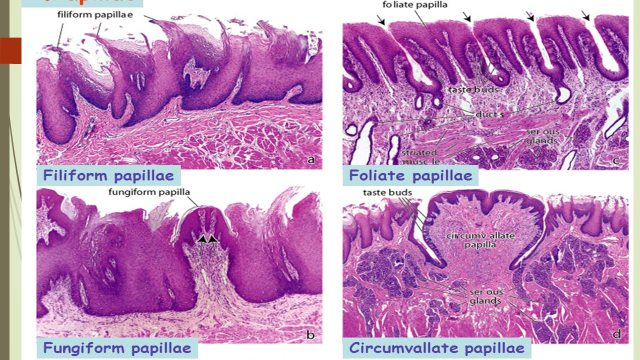 filiform papillae
a
Filiform papillae
foliate papilla
taste buds
ducts
serous
glands
striated
muscle
c
Foliate papillae
fungiform papilla
b
Fungiform papillae
taste buds
circumvallate
papilla
serous
glands
d
Circumvallate papillae